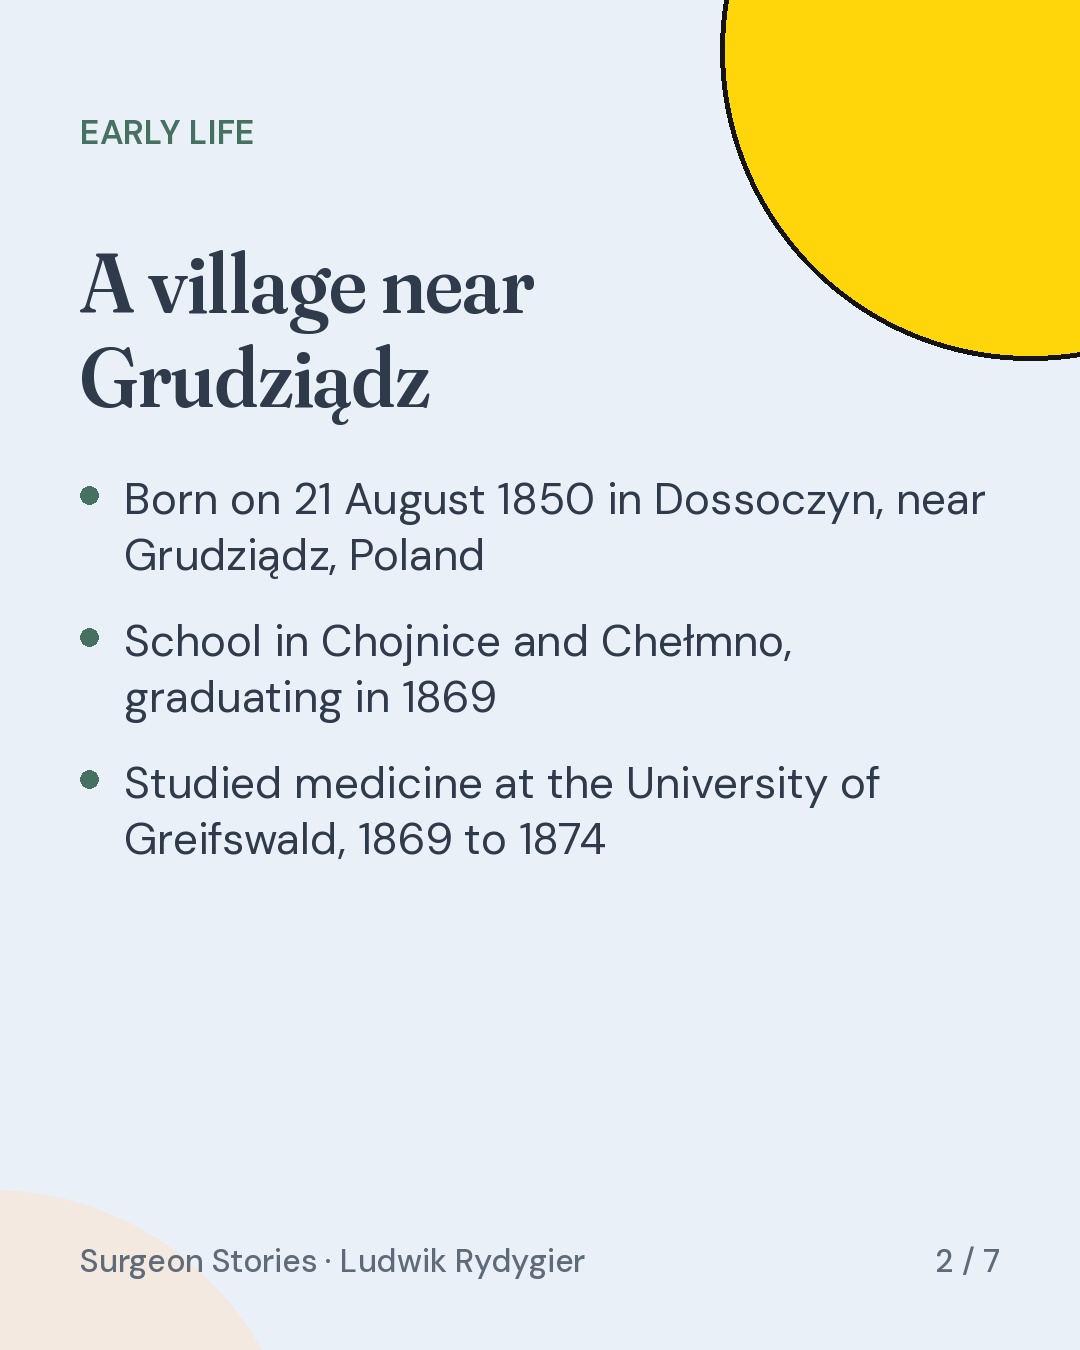 EARLY LIFE
A village near
Grudziądz
Born on 21 August 1850 in Dossoczyn, near
Grudziądz, Poland
School in Chojnice and Chełmno,
graduating in 1869
Studied medicine at the University of
Greifswald, 1869 to 1874
Surgeon Stories · Ludwik Rydygier
2 / 7